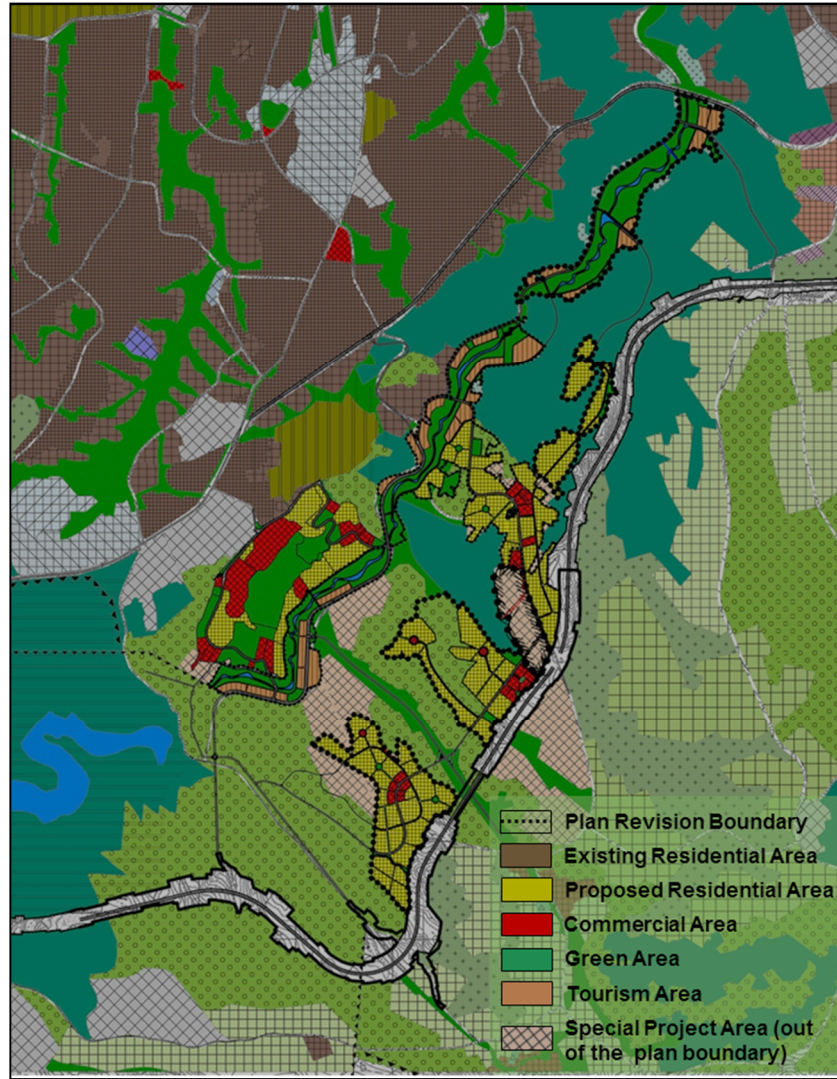 Plan Revision Boundary
Existing Residential Area
Proposed Residential Area
Commercial Area
Green Area
Tourism Area
Special Project Area (out
of the plan boundary)